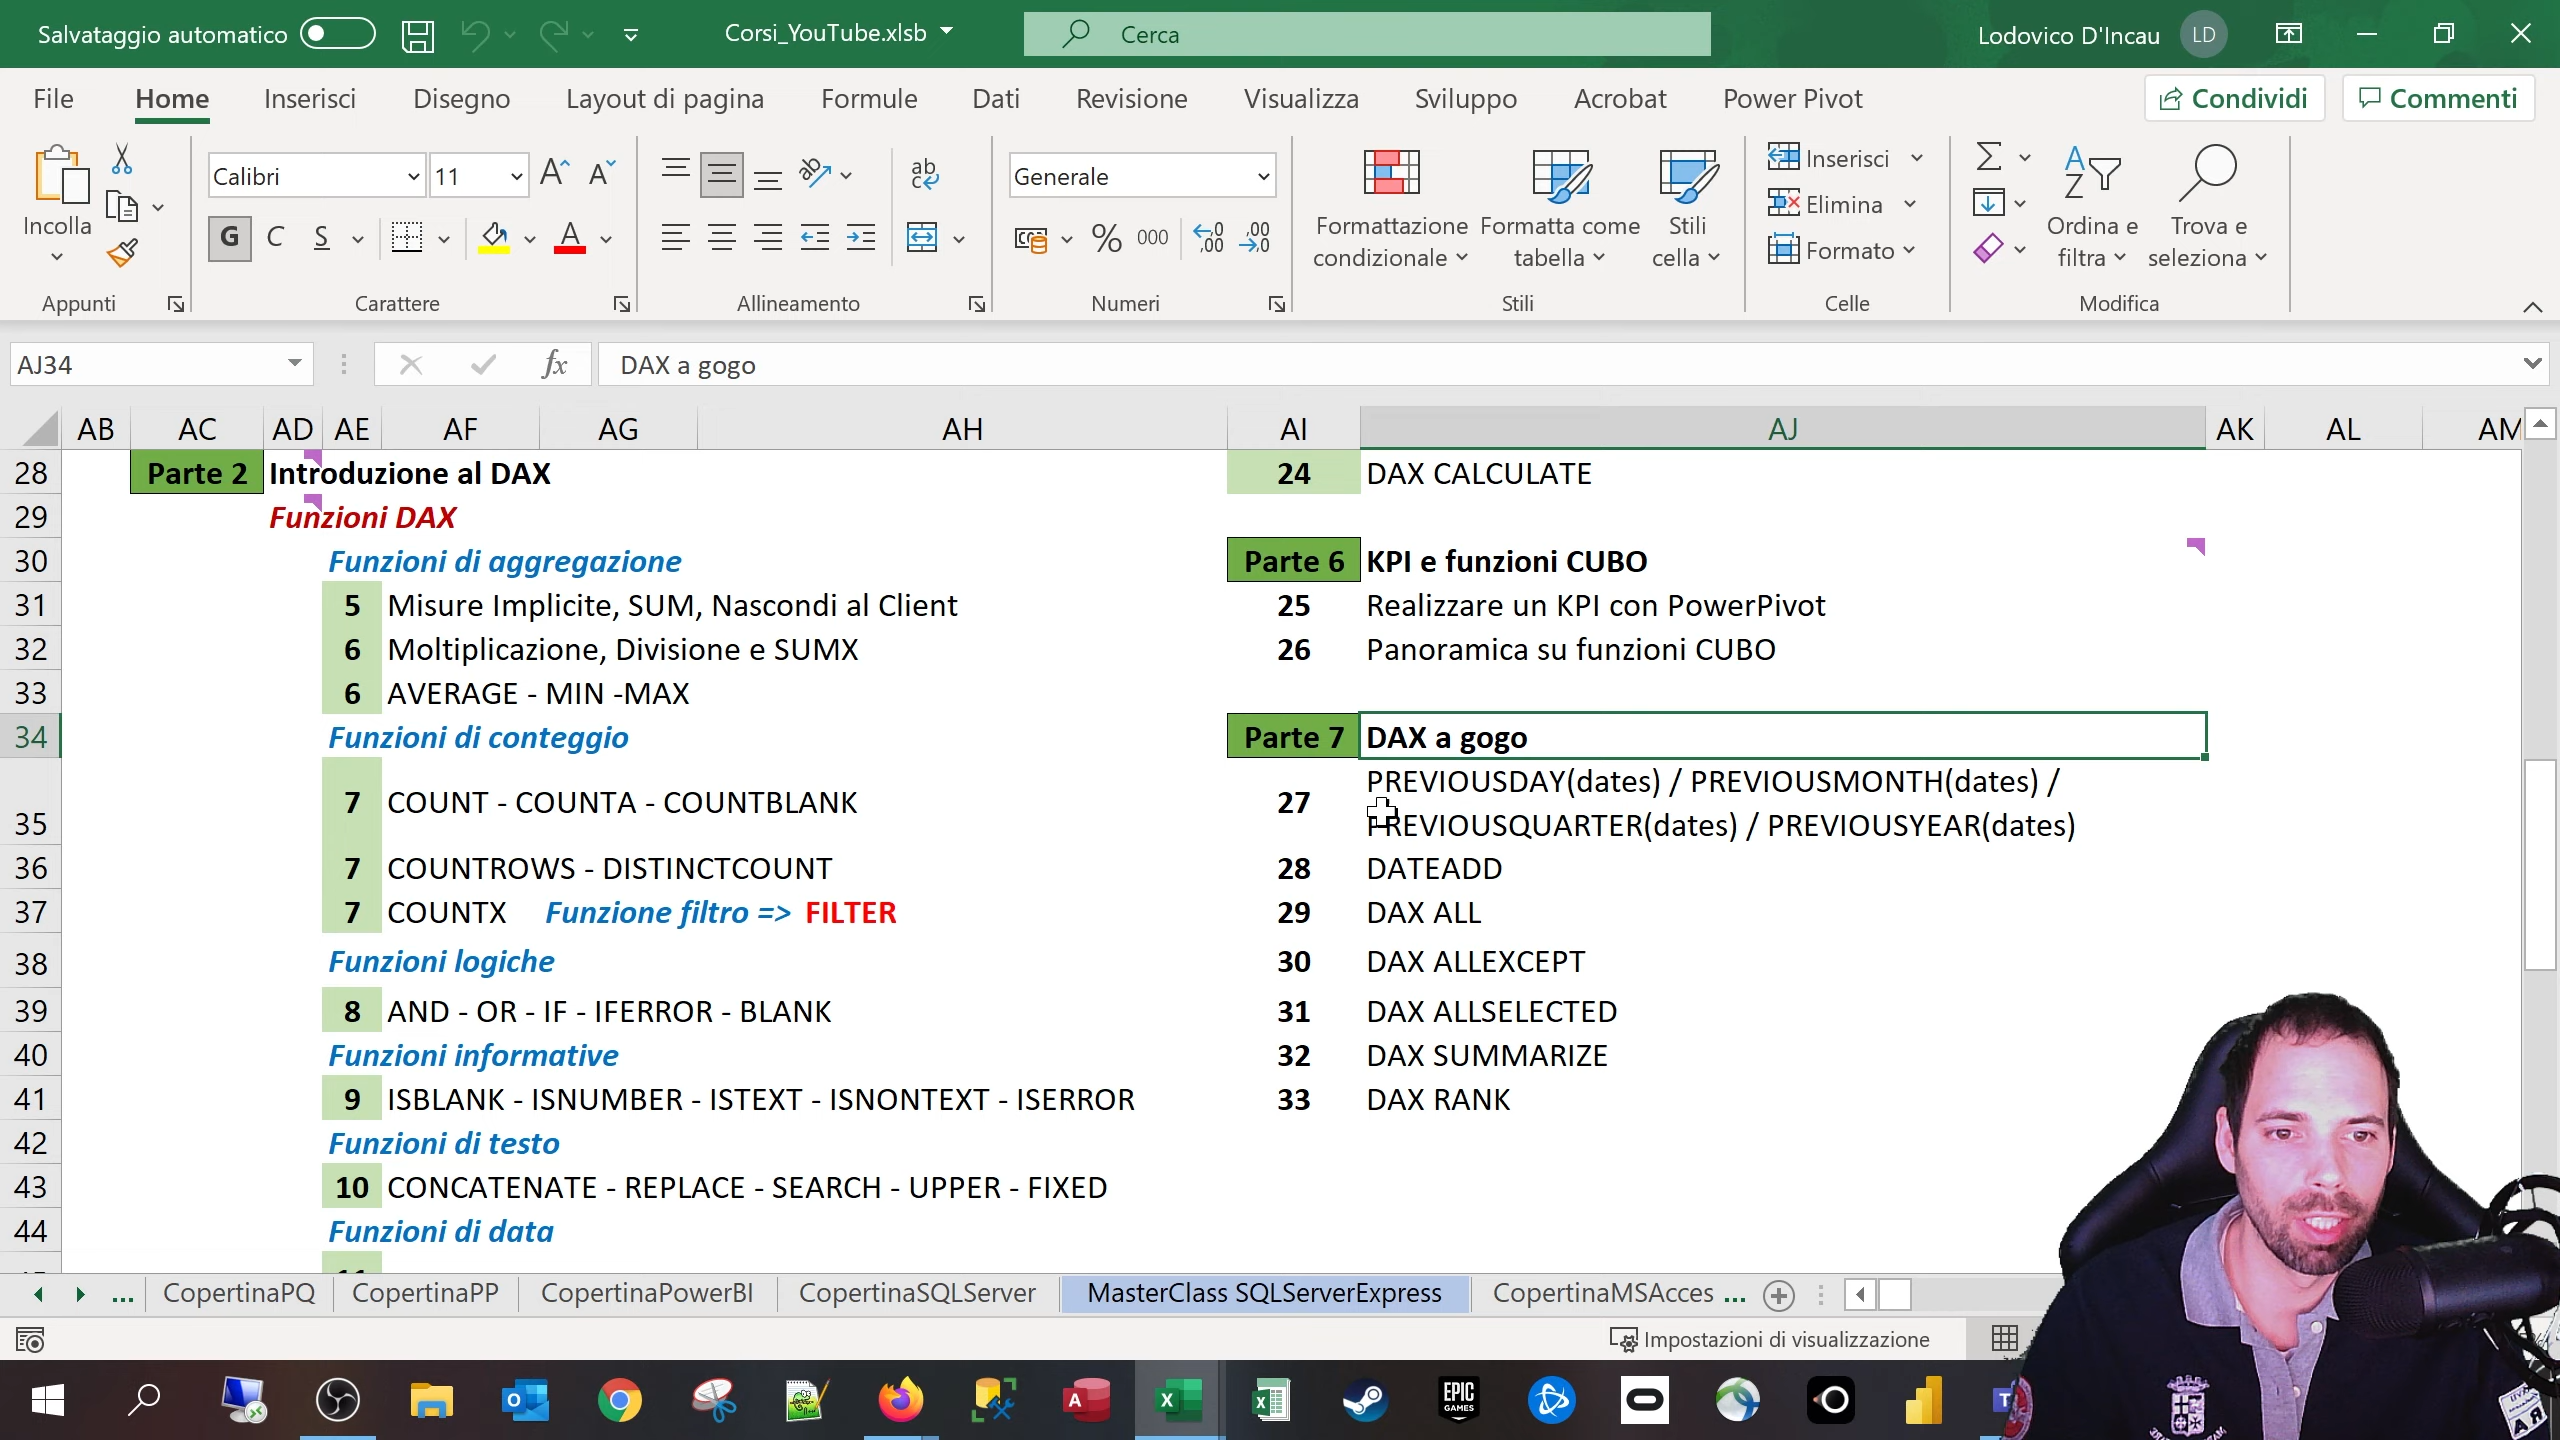 Salvataggio automatico
Corsi_YouTube.xlsb
Cerca
Lodovico D'Incau
LD
File
Home
Inserisci
Disegno
Layout di pagina
Formule
Dati
Revisione
Visualizza
Sviluppo
Acrobat
Power Pivot
Condividi
Commenti
Incolla
Appunti
Calibri
11
G C S
Carattere
ab
Allineamento
Generale
% 000
Numeri
Formattazione condizionale
Formatta come tabella
Stili cella
Stili
Inserisci
Elimina
Formato
Celle
Ordina e filtra
Trova e seleziona
Modifica
AJ34
fx
DAX a gogo
AB AC AD AE AF AG AH AI AJ AK AL AM
28 Parte 2 Introduzione al DAX 24 DAX CALCULATE
29 Funzioni DAX
30 Funzioni di aggregazione Parte 6 KPI e funzioni CUBO
31 5 Misure Implicite, SUM, Nascondi al Client 25 Realizzare un KPI con PowerPivot
32 6 Moltiplicazione, Divisione e SUMX 26 Panoramica su funzioni CUBO
33 6 AVERAGE - MIN -MAX
34 Funzioni di conteggio Parte 7 DAX a gogo
35 7 COUNT - COUNTA - COUNTBLANK 27 PREVIOUSDAY(dates) / PREVIOUSMONTH(dates) /
PREVIOUSQUARTER(dates) / PREVIOUSYEAR(dates)
36 7 COUNTROWS - DISTINCTCOUNT 28 DATEADD
37 7 COUNTX Funzione filtro => FILTER 29 DAX ALL
38 Funzioni logiche 30 DAX ALLEXCEPT
39 8 AND - OR - IF - IFERROR - BLANK 31 DAX ALLSELECTED
40 Funzioni informative 32 DAX SUMMARIZE
41 9 ISBLANK - ISNUMBER - ISTEXT - ISNONTEXT - ISERROR 33 DAX RANK
42 Funzioni di testo
43 10 CONCATENATE - REPLACE - SEARCH - UPPER - FIXED
44 Funzioni di data
... CopertinaPQ CopertinaPP CopertinaPowerBI CopertinaSQLServer MasterClass SQLServerExpress CopertinaMSAcces ...
Impostazioni di visualizzazione
EPIC
GAMES